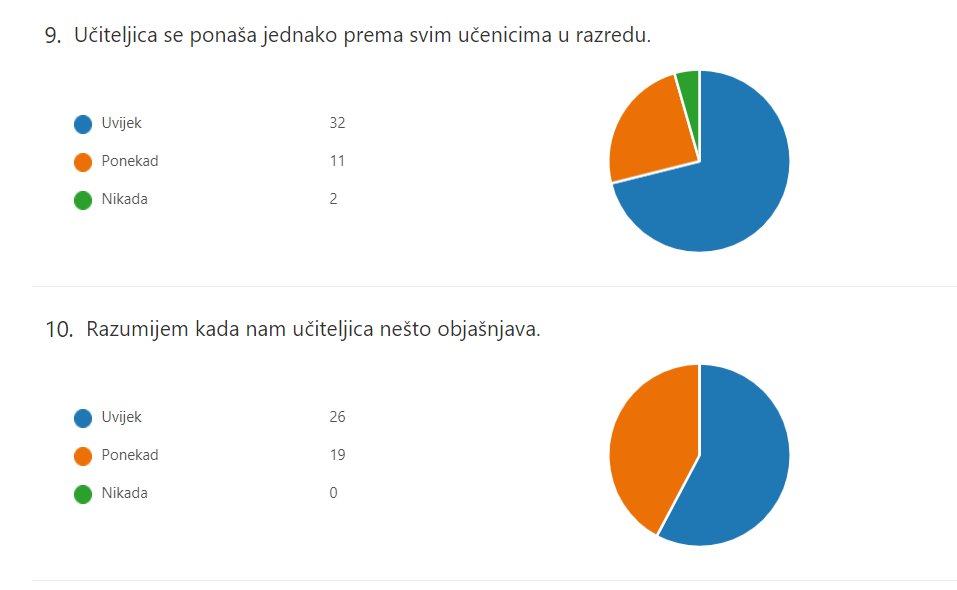 9. Učiteljica se ponaša jednako prema svim učenicima u razredu.
Uvijek 32
Ponekad 11
Nikada 2
10. Razumijem kada nam učiteljica nešto objašnjava.
Uvijek 26
Ponekad 19
Nikada 0